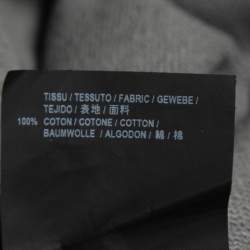 TISSU / TESSUTO / FABRIC / GEWEBE /
TEJIDO / 表地 / 面料
100% COTON / COTONE / COTTON /
BAUMWOLLE / ALGODON / 綿 / 棉